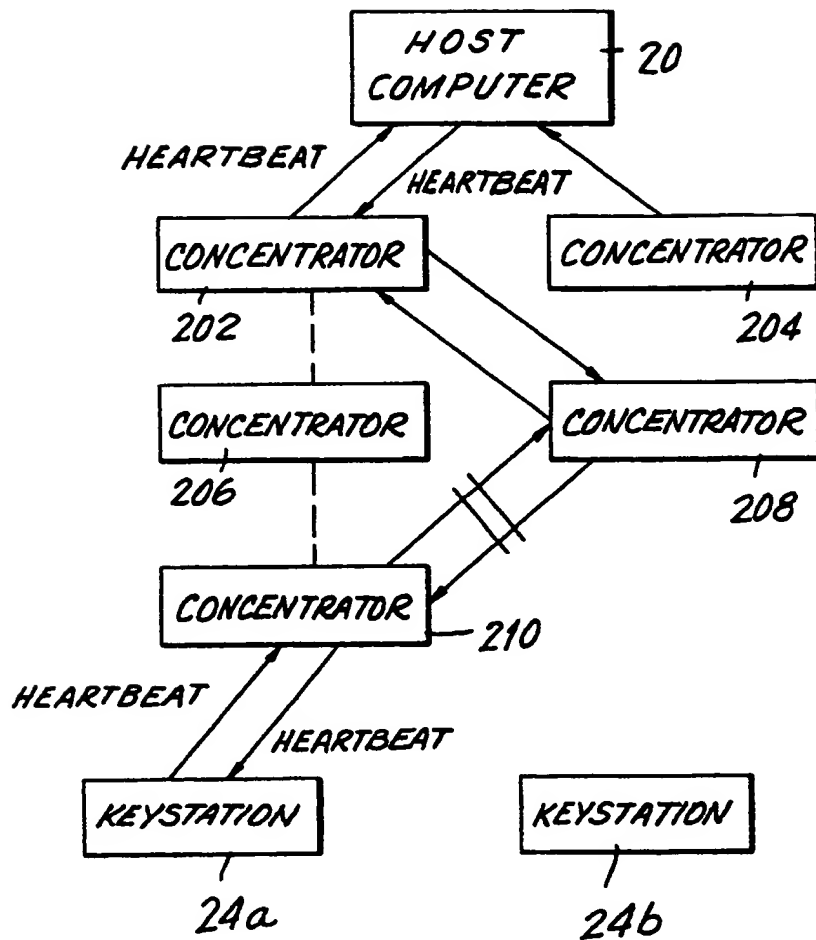 HOST
COMPUTER
20
HEARTBEAT
HEARTBEAT
CONCENTRATOR
CONCENTRATOR
202
204
CONCENTRATOR
CONCENTRATOR
206
208
CONCENTRATOR
210
HEARTBEAT
HEARTBEAT
KEYSTATION
KEYSTATION
24a
24b